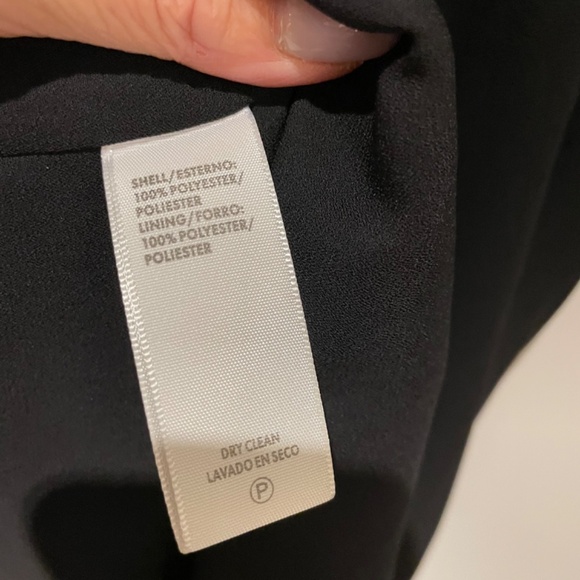 SHELL/ESTERNO:
100% POLYESTER/
POLIESTER
LINING/FORRO:
100% POLYESTER/
POLIESTER
DRY CLEAN
LAVADO EN SECO
P